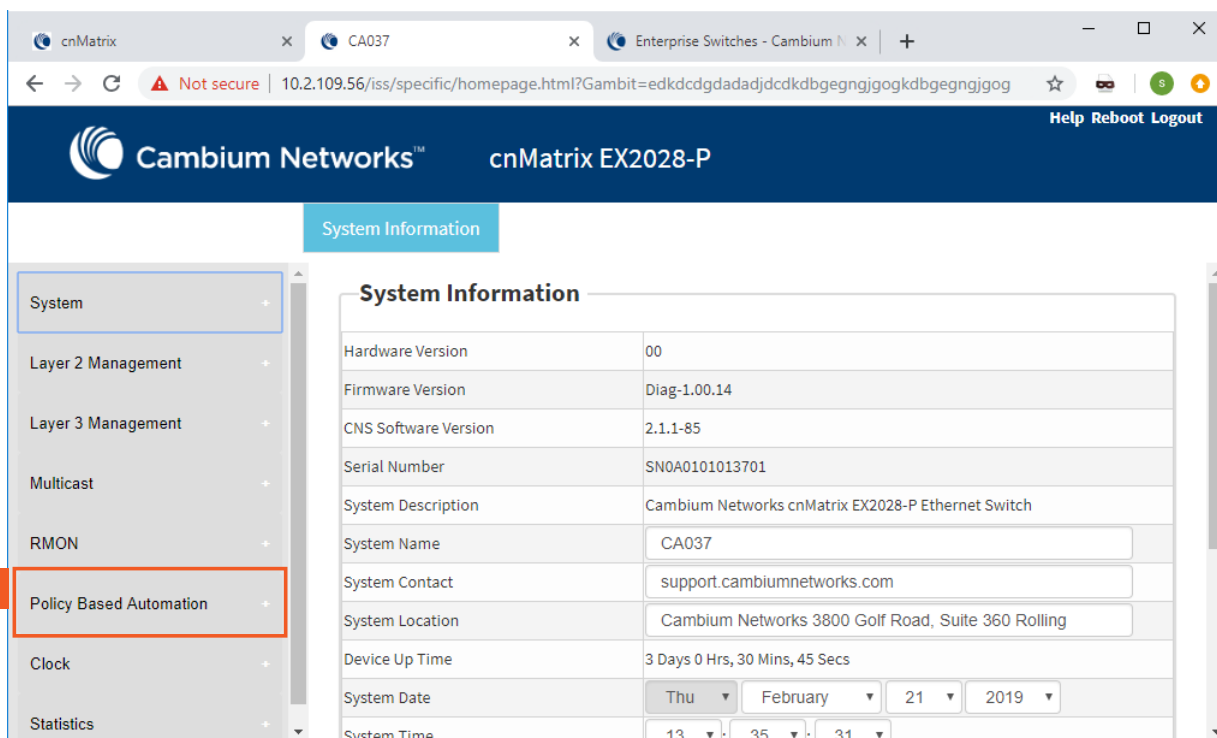 cnMatrix
CA037
Enterprise Switches - Cambium N
Not secure | 10.2.109.56/iss/specific/homepage.html?Gambit=edkdcdgdadadjdcdkdbgegngjgogkdbgegngjgog
S
Help Reboot Logout
Cambium Networks™ cnMatrix EX2028-P
System Information
System
Layer 2 Management
Layer 3 Management
Multicast
RMON
Policy Based Automation
Clock
Statistics
System Information
Hardware Version 00
Firmware Version Diag-1.00.14
CNS Software Version 2.1.1-85
Serial Number SN0A0101013701
System Description Cambium Networks cnMatrix EX2028-P Ethernet Switch
System Name CA037
System Contact support.cambiumnetworks.com
System Location Cambium Networks 3800 Golf Road, Suite 360 Rolling
Device Up Time 3 Days 0 Hrs, 30 Mins, 45 Secs
System Date Thu February 21 2019
System Time 13 : 35 : 31